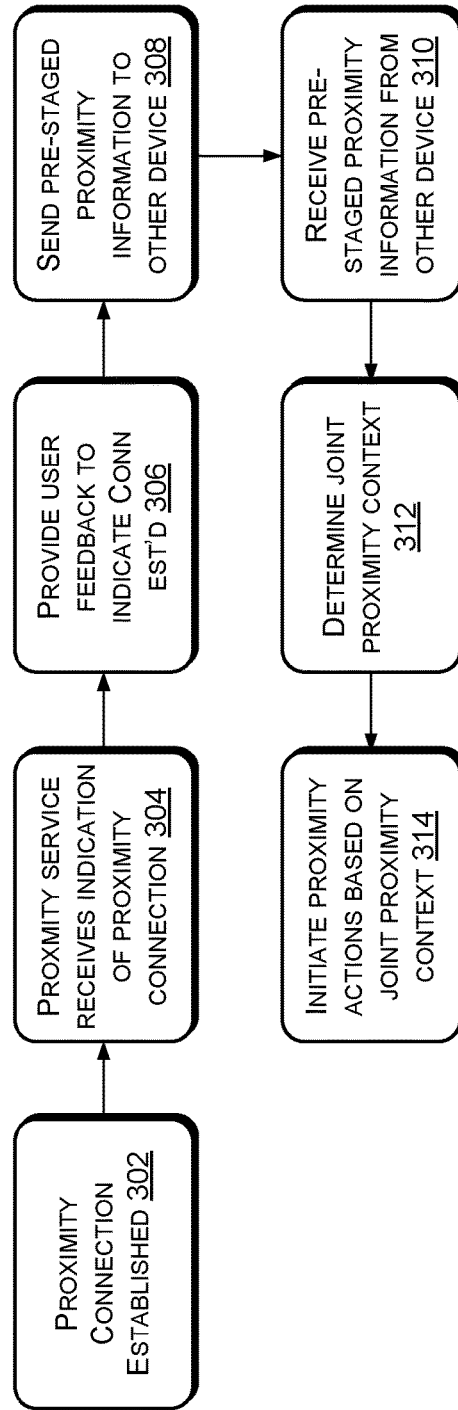 PROXIMITY
CONNECTION
ESTABLISHED 302
PROXMITY SERVICE
RECEIVES INDICATION
OF PROXIMITY
CONNECTION 304
PROVIDE USER
FEEDBACK TO
INDICATE CONN
EST'D 306
SEND PRE-STAGED
PROXIMITY
INFORMATION TO
OTHER DEVICE 308
RECEIVE PRE-
STAGED PROXIMITY
INFORMATION FROM
OTHER DEVICE 310
DETERMINE JOINT
PROXIMITY CONTEXT
312
INITIATE PROXIMITY
ACTIONS BASED ON
JOINT PROXIMITY
CONTEXT 314